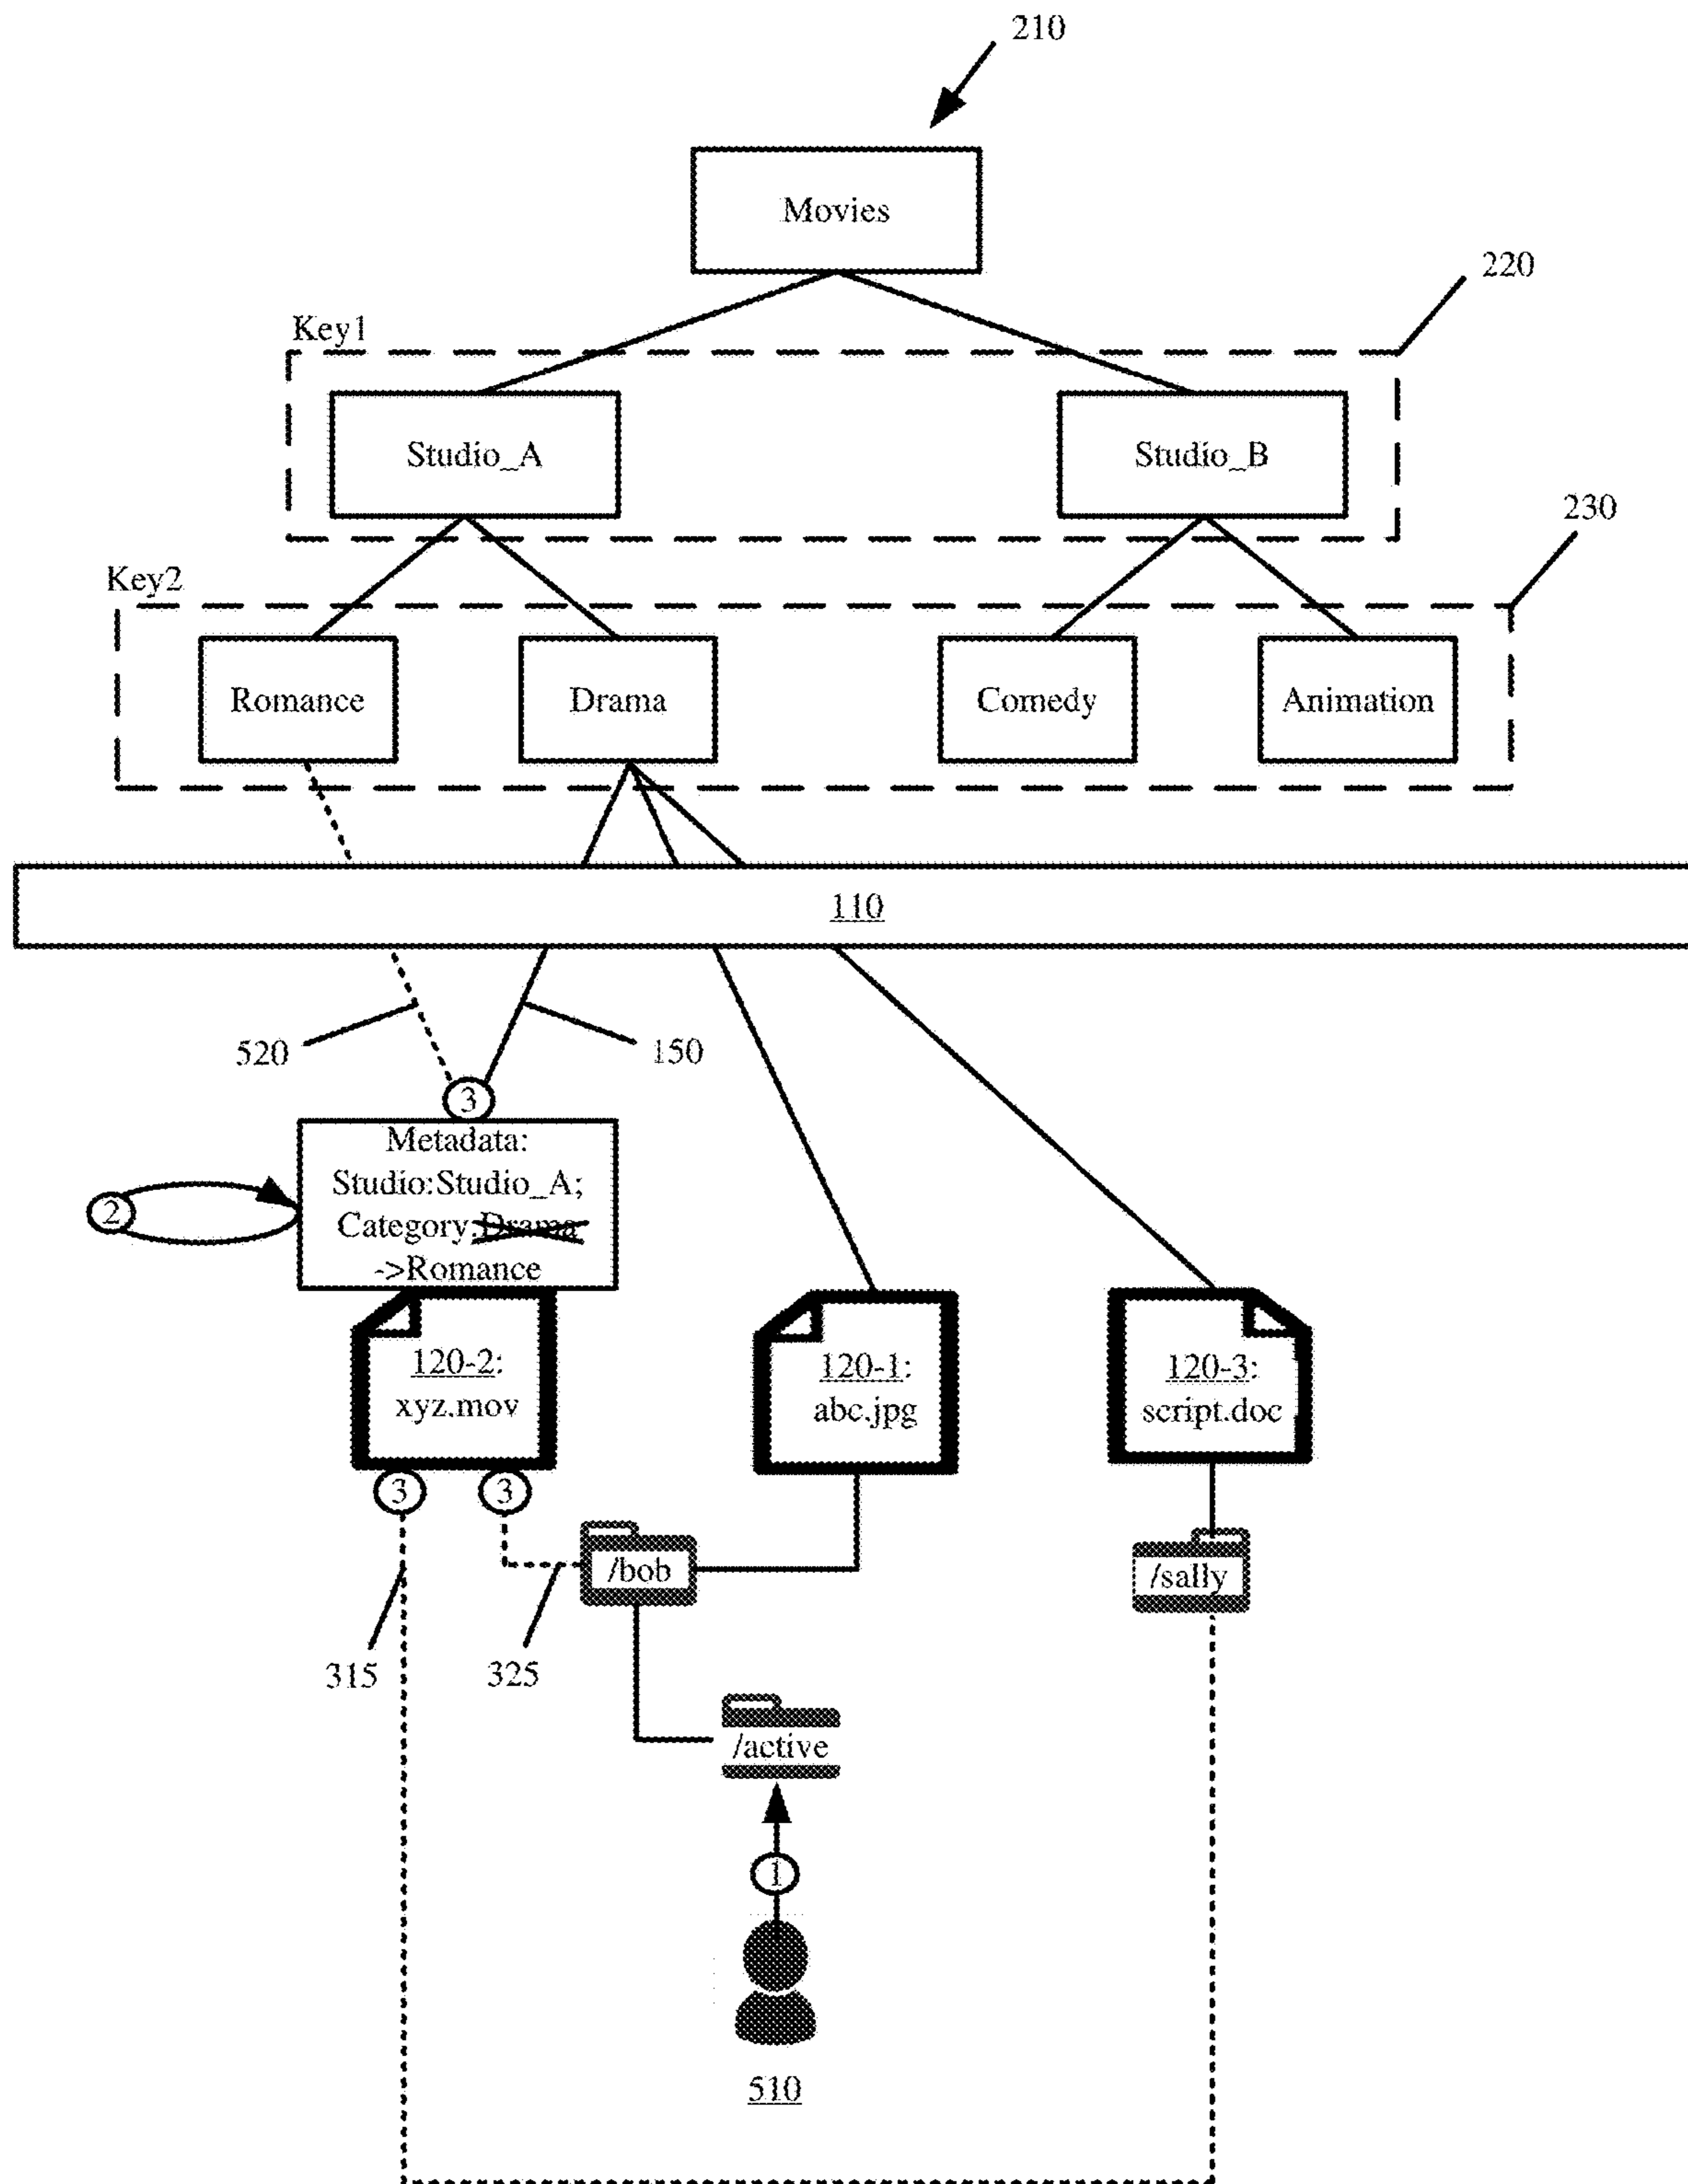 210
Movies
220
Key1
Studio_A
Studio_B
230
Key2
Romance
Drama
Comedy
Animation
110
520
150
3
Metadata:
Studio:Studio_A;
Category:Drama
->Romance
2
120-2:
xyz.mov
120-1:
abc.jpg
120-3:
script.doc
3
3
/bob
/sally
315
325
/active
1
510